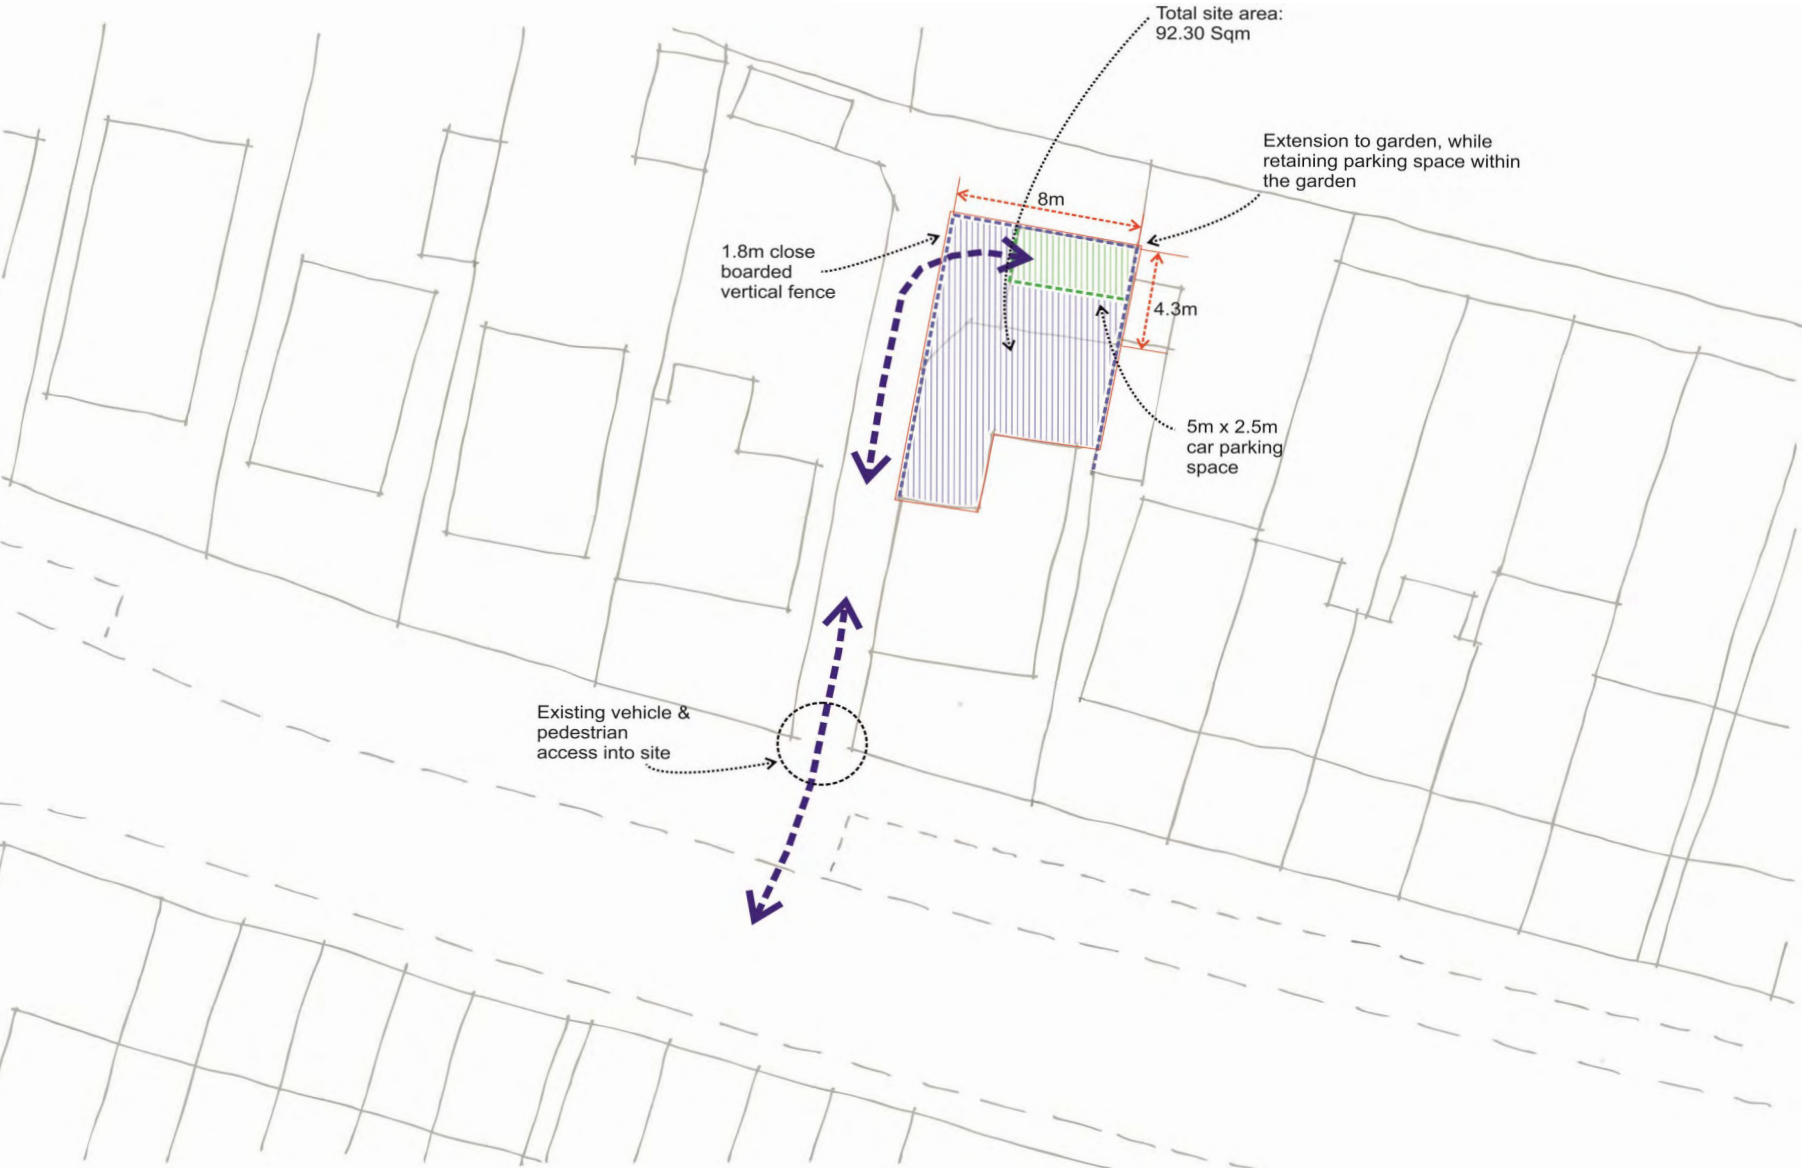 Total site area:
92.30 Sqm
Extension to garden, while
retaining parking space within
the garden
8m
1.8m close
boarded
vertical fence
4.3m
5m x 2.5m
car parking
space
Existing vehicle &
pedestrian
access into site